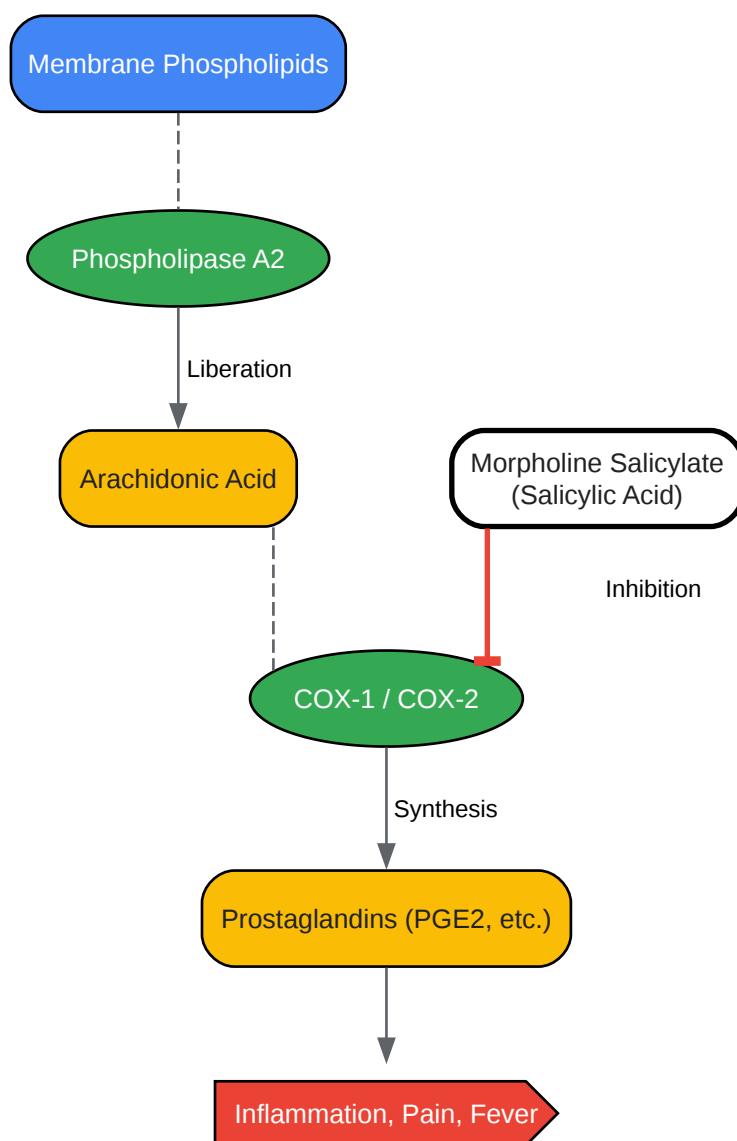 Membrane Phospholipids
Phospholipase A2
Liberation
Arachidonic Acid
Morpholine Salicylate
(Salicylic Acid)
Inhibition
COX-1 / COX-2
Synthesis
Prostaglandins (PGE2, etc.)
Inflammation, Pain, Fever